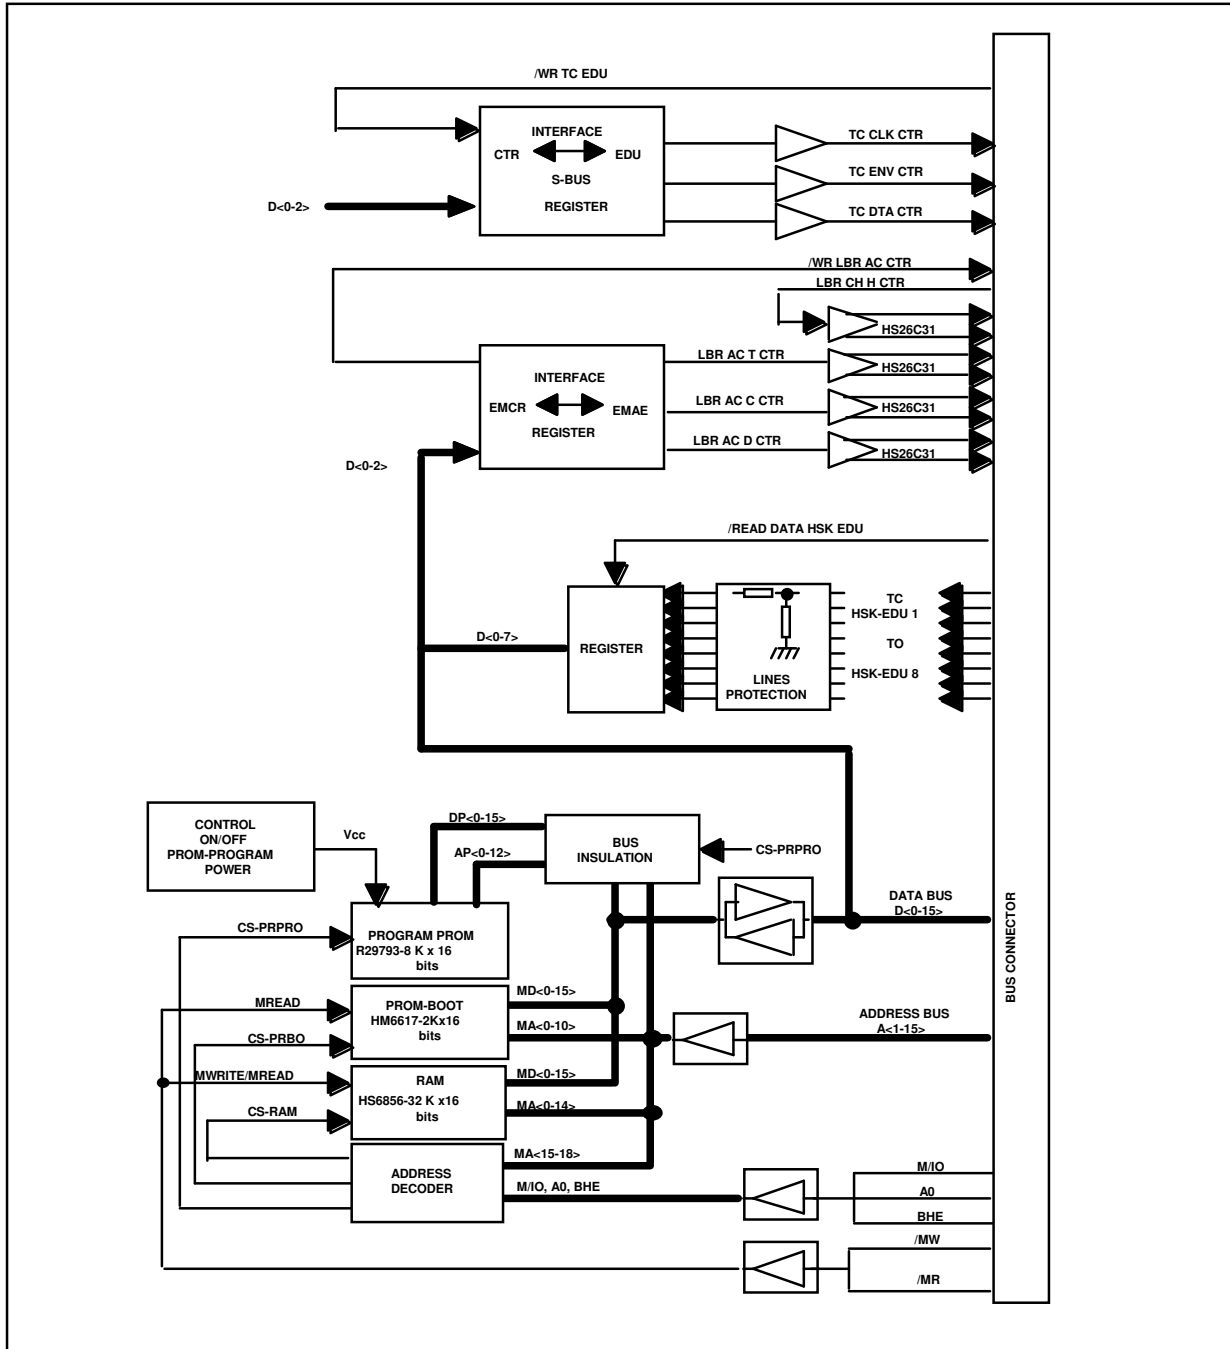 /WR TC EDU
INTERFACE
CTR EDU
S-BUS
REGISTER
D<0-2>
TC CLK CTR
TC ENV CTR
TC DTA CTR
/WR LBR AC CTR
LBR CH H CTR
HS26C31
INTERFACE
EMCR EMAE
REGISTER
LBR AC T CTR
HS26C31
LBR AC C CTR
HS26C31
LBR AC D CTR
HS26C31
D<0-2>
/READ DATA HSK EDU
D<0-7>
REGISTER
LINES
PROTECTION
TC
HSK-EDU 1
TO
HSK-EDU 8
CONTROL
ON/OFF
PROM-PROGRAM
POWER
Vcc
DP<0-15>
AP<0-12>
BUS
INSULATION
CS-PRPRO
DATA BUS
D<0-15>
BUS CONNECTOR
CS-PRPRO
PROGRAM PROM
R29793-8 K x 16
bits
MREAD
PROM-BOOT
HM6617-2Kx16
bits
MD<0-15>
MA<0-10>
ADDRESS BUS
A<1-15>
CS-PRBO
MWRITE/MREAD
RAM
HS6856-32 K x16
bits
MD<0-15>
MA<0-14>
CS-RAM
ADDRESS
DECODER
MA<15-18>
M/IO, A0, BHE
M/IO
A0
BHE
/MW
/MR